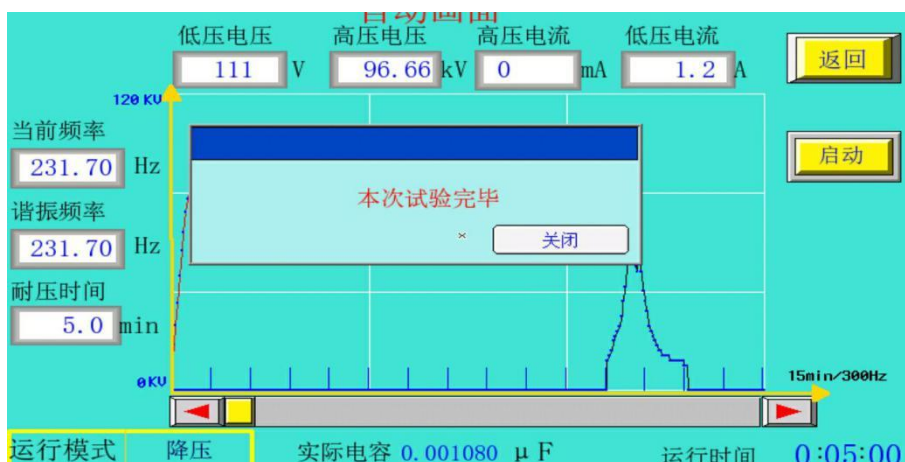 自动画面
低压电压 高压电压 高压电流 低压电流
111 V 96.66 kV 0 mA 1.2 A
返回
120 KV
当前频率
231.70 Hz
启动
本次试验完毕
谐振频率
231.70 Hz
关闭
耐压时间
5.0 min
0KV
15min/300Hz
运行模式 降压 实际电容 0.001080 μF 运行时间 0:05:00